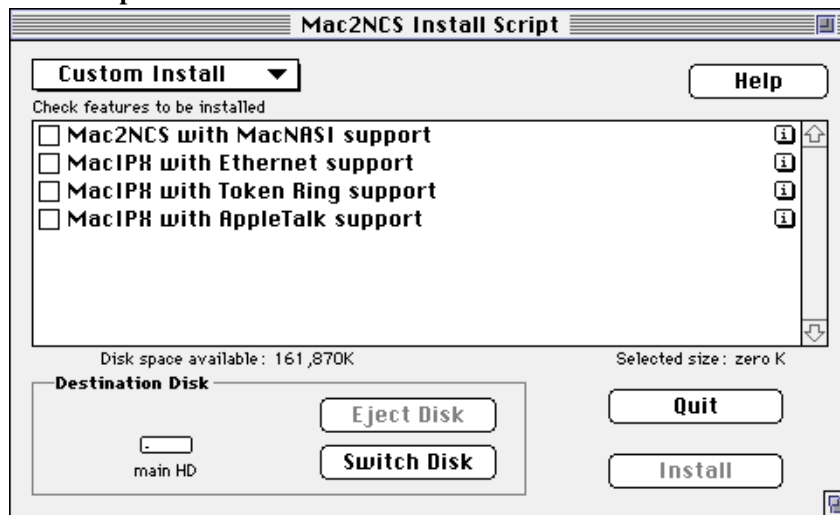 Mac2NCS Install Script
Custom Install
Help
Check features to be installed
Mac2NCS with MacNASI support
MacIPX with Ethernet support
MacIPX with Token Ring support
MacIPX with AppleTalk support
Disk space available: 161,870K
Selected size: zero K
Destination Disk
Eject Disk
Quit
main HD
Switch Disk
Install